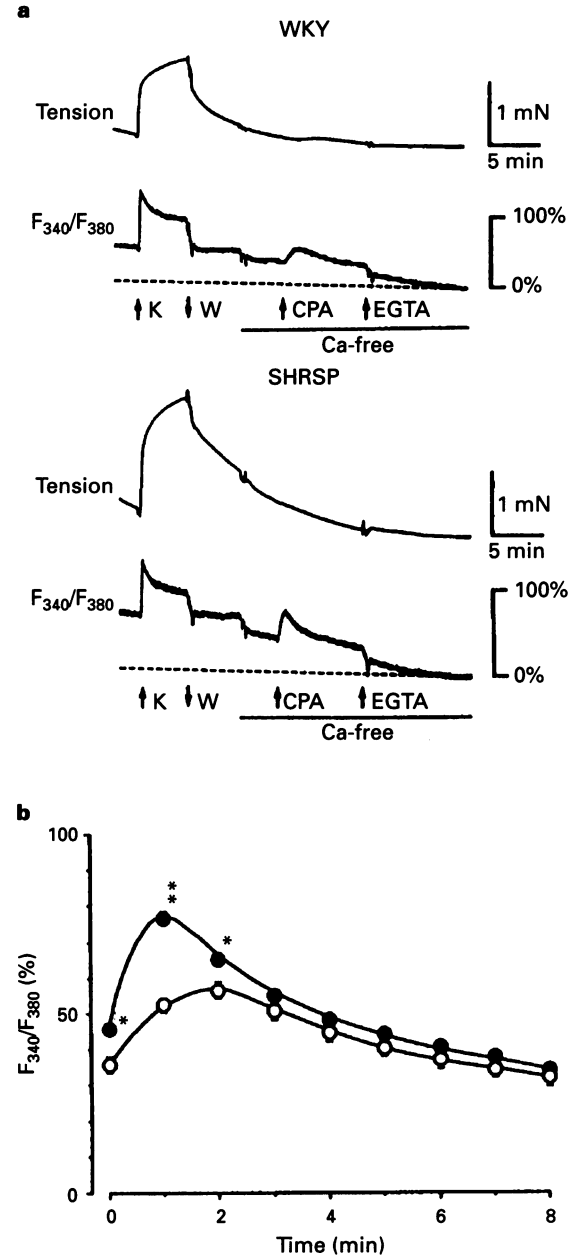 a
WKY
Tension
1 mN
5 min
F340/F380
100%
0%
K W CPA EGTA
Ca-free
SHRSP
Tension
1 mN
5 min
F340/F380
100%
0%
K W CPA EGTA
Ca-free
b
100
50
0
F340/F380 (%)
**
*
*
0 2 4 6 8
Time (min)